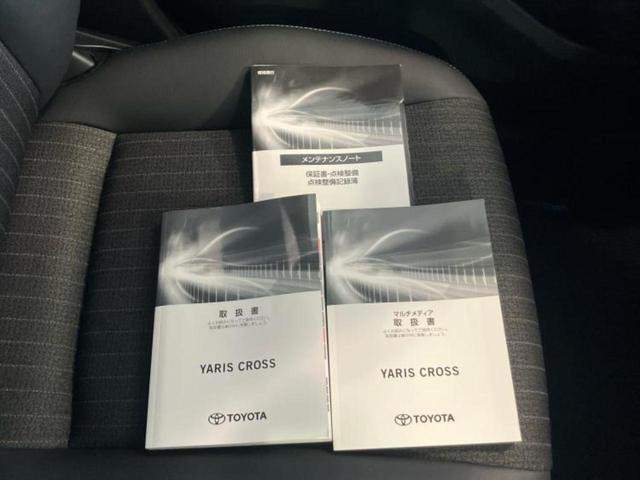 メンテナンスノート
保証書・点検整備
点検整備記録簿
取扱書
YARIS CROSS
TOYOTA
マルチメディア
取扱書
YARIS CROSS
TOYOTA